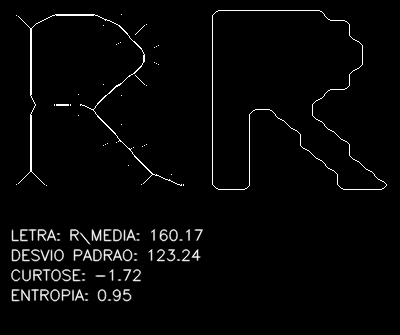 R R
LETRA: R\MEDIA: 160.17
DESVIO PADRAO: 123.24
CURTOSE: -1.72
ENTROPIA: 0.95